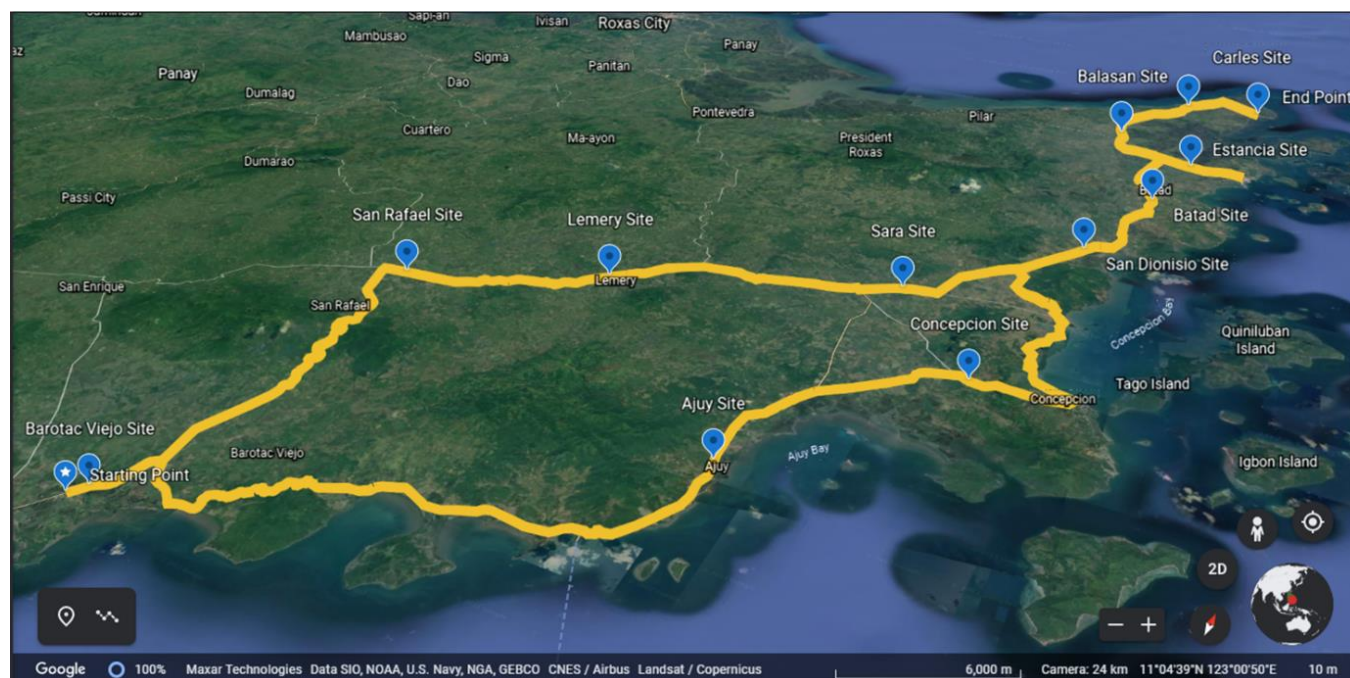 Sapi-an
Ivisan
Roxas City
Mambusao
Sigma
Panay
Carles Site
Panay
Dao
Panitan
Balasan Site
Dumalag
End Point
Pontevedra
Pilar
Cuartero
Ma-ayon
President
Roxas
Estancia Site
Dumarao
Passi City
San Rafael Site
Lemery Site
Sara Site
Batad Site
San Enrique
Lemery
San Dionisio Site
San Rafael
Concepcion Site
Concepcion Bay
Quiniluban
Island
Tago Island
Ajuy Site
Concepcion
Barotac Viejo Site
Barotac Viejo
Ajuy Bay
Starting Point
Ajuy
Igbon Island
2D
Google
100%
Maxar Technologies Data SIO, NOAA, U.S. Navy, NGA, GEBCO CNES / Airbus Landsat / Copernicus
6,000 m
Camera: 24 km 11°04'39"N 123°00'50"E
10 m